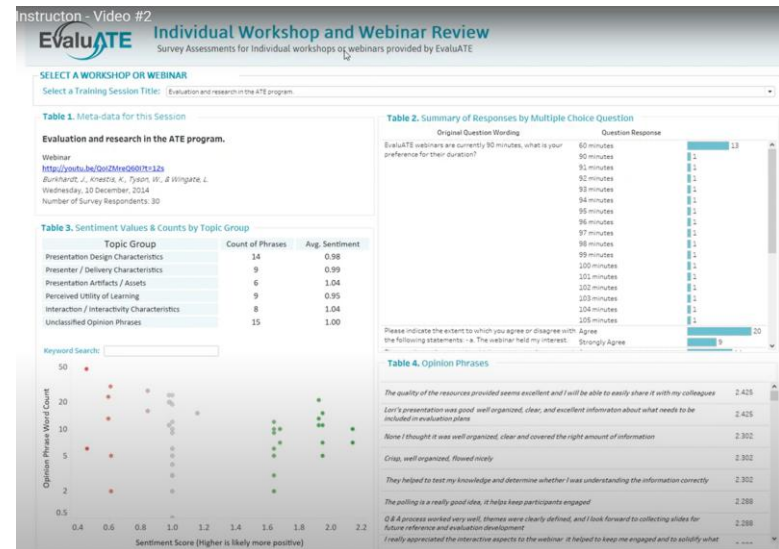 Instructon - Video #2
EvaluATE
Individual Workshop and Webinar Review
Survey Assessments for Individual workshops or webinars provided by EvaluATE
SELECT A WORKSHOP OR WEBINAR
Select a Training Session Title:
Evaluation and research in the ATE program.
Table 1. Meta-data for this Session
Evaluation and research in the ATE program.
Webinar
Burkhardt, J., Knestis, K., Tyson, W., & Wingate, L.
Wednesday, 10 December, 2014
Number of Survey Respondents: 30
Table 3. Sentiment Values & Counts by Topic Group
Topic Group Count of Phrases Avg. Sentiment
Presentation Design Characteristics 14 0.98
Presenter / Delivery Characteristics 9 0.99
Presentation Artifacts / Assets 6 1.04
Perceived Utility of Learning 9 0.95
Interaction / Interactivity Characteristics 8 1.04
Unclassified Opinion Phrases 15 1.00
Keyword Search:
Opinion Phrase Word Count
50
20
10
5
2
0.5
0.4 0.6 0.8 1.0 1.2 1.4 1.6 1.8 2.0 2.2
Sentiment Score (Higher is likely more positive)
Table 2. Summary of Responses by Multiple Choice Question
Original Question Wording Question Response
EvaluATE webinars are currently 90 minutes, what is your
preference for their duration?
60 minutes 13
90 minutes 1
91 minutes 1
92 minutes 1
93 minutes 1
94 minutes 1
95 minutes 1
96 minutes 1
97 minutes 1
98 minutes 1
99 minutes 1
100 minutes 1
101 minutes 1
102 minutes 1
103 minutes 1
104 minutes 1
105 minutes 1
Please indicate the extent to which you agree or disagree with
the following statements: - a. The webinar held my interest.
Agree 20
Strongly Agree 9
Table 4. Opinion Phrases
The quality of the resources provided seems excellent and I will be able to easily share it with my colleagues 2.425
Lori's presentation was good well organized, clear, and excellent informaton about what needs to be
included in evaluation plans 2.425
None I thought it was well organized, clear and covered the right amount of information 2.302
Crisp, well organized, flowed nicely 2.302
They helped to test my knowledge and determine whether I was understanding the information correctly 2.302
The polling is a really good idea, it helps keep participants engaged 2.288
Q & A process worked very well, themes were clearly defined, and I look forward to collecting slides for
future reference and evaluation development 2.288
I really appreciated the interactive aspects to the webinar it helped to keep me engaged and to solidify what